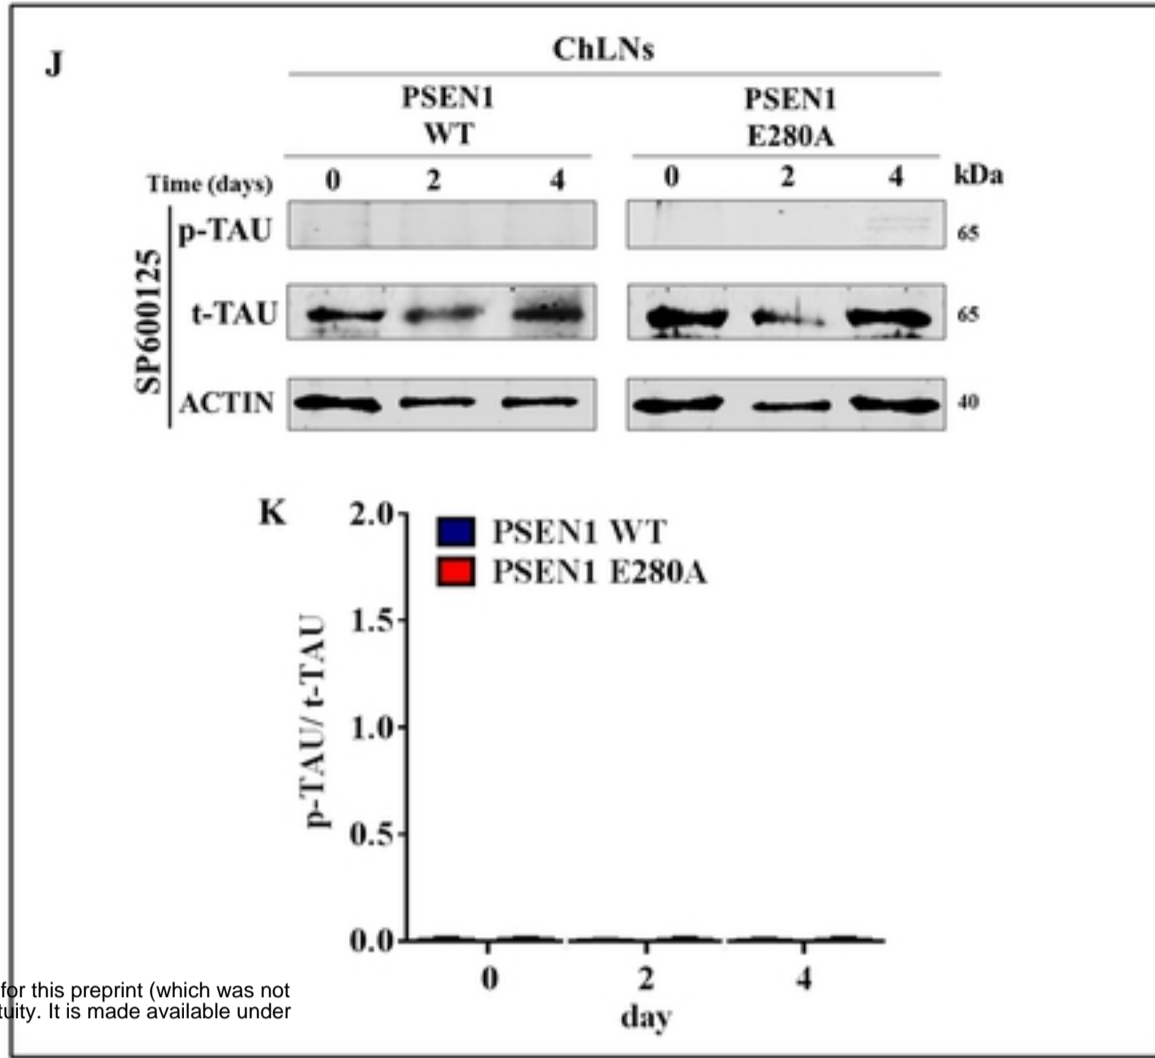 J
ChLNs
PSEN1 PSEN1
WT E280A
Time (days) 0 2 4 0 2 4 kDa
SP600125
p-TAU 65
t-TAU 65
ACTIN 40
K
2.0
PSEN1 WT
PSEN1 E280A
1.5
1.0
0.5
0.0
p-TAU/ t-TAU
0 2 4
day
for this preprint (which was not
tuity. It is made available under